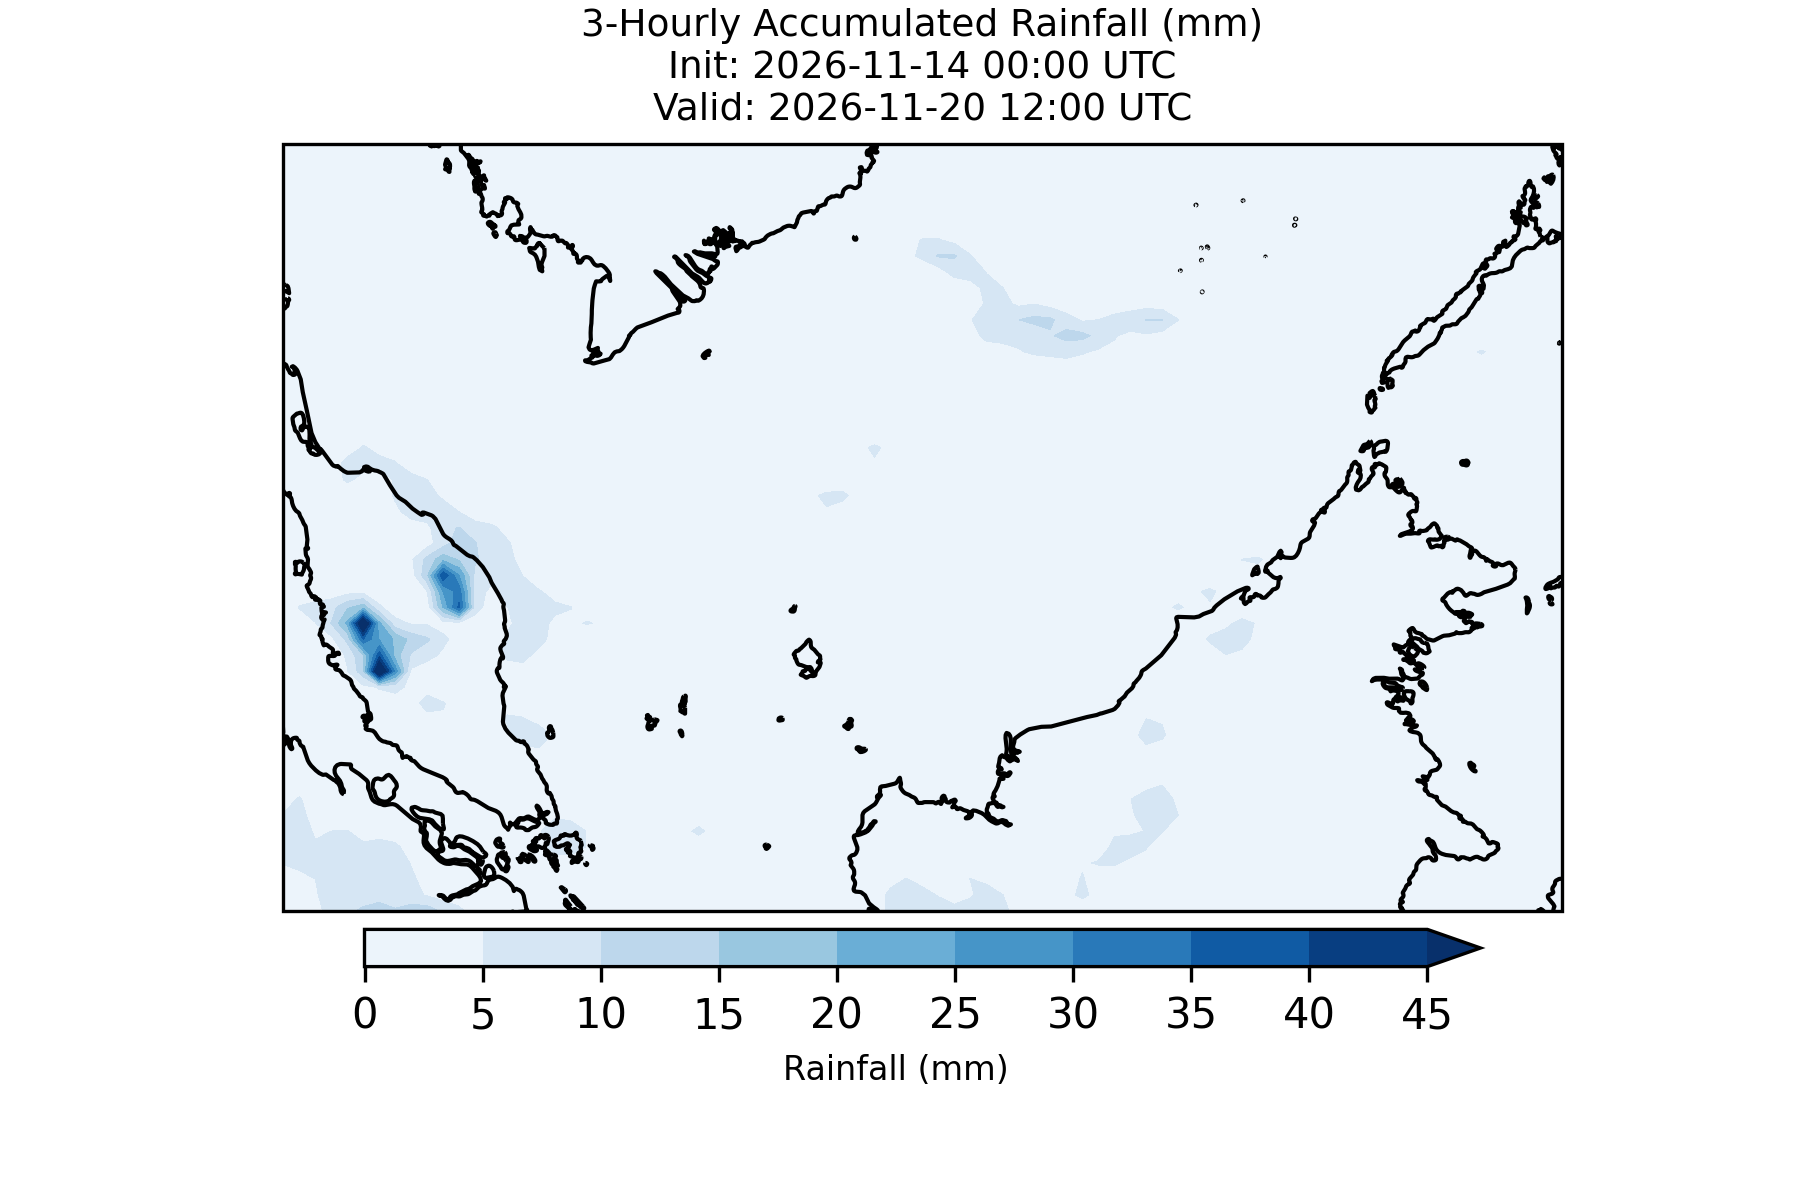 3-Hourly Accumulated Rainfall (mm)
Init: 2026-11-14 00:00 UTC
Valid: 2026-11-20 12:00 UTC
0 5 10 15 20 25 30 35 40 45
Rainfall (mm)